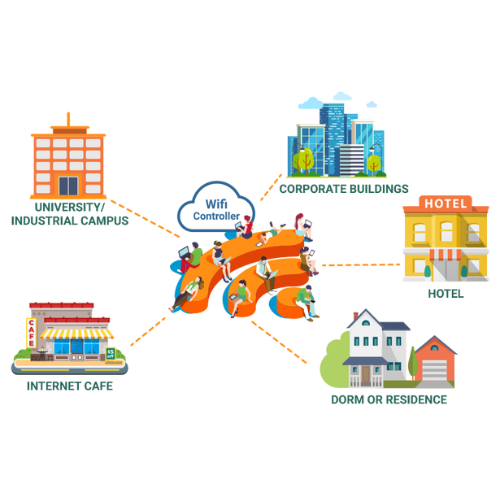 UNIVERSITY/
INDUSTRIAL CAMPUS
Wifi
Controller
CORPORATE BUILDINGS
HOTEL
HOTEL
CAFE
INTERNET CAFE
DORM OR RESIDENCE